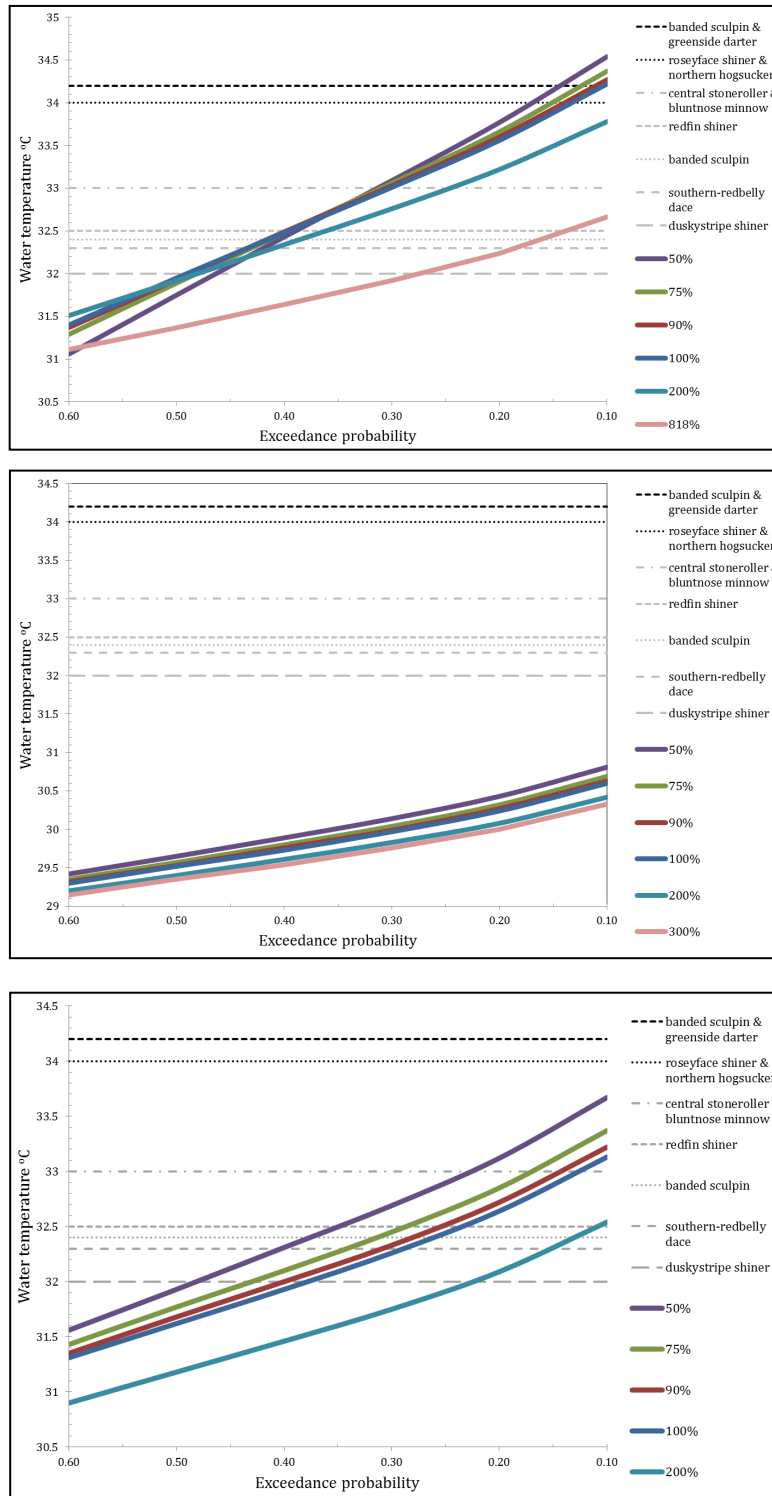 35
34.5
34
33.5
33
32.5
32
31.5
31
30.5
Water temperature ºC
0.60 0.50 0.40 0.30 0.20 0.10
Exceedance probability
banded sculpin &
greenside darter
roseyface shiner &
northern hogsucker
central stoneroller &
bluntnose minnow
redfin shiner
banded sculpin
southern-redbelly
dace
duskystripe shiner
50%
75%
90%
100%
200%
818%
34.5
34
33.5
33
32.5
32
31.5
31
30.5
30
29.5
29
Water temperature ºC
0.60 0.50 0.40 0.30 0.20 0.10
Exceedance probability
banded sculpin &
greenside darter
roseyface shiner &
northern hogsucker
central stoneroller &
bluntnose minnow
redfin shiner
banded sculpin
southern-redbelly
dace
duskystripe shiner
50%
75%
90%
100%
200%
300%
34.5
34
33.5
33
32.5
32
31.5
31
30.5
Water temperature ºC
0.60 0.50 0.40 0.30 0.20 0.10
Exceedance probability
banded sculpin &
greenside darter
roseyface shiner &
northern hogsucker
central stoneroller
bluntnose minnow
redfin shiner
banded sculpin
southern-redbelly
dace
duskystripe shiner
50%
75%
90%
100%
200%